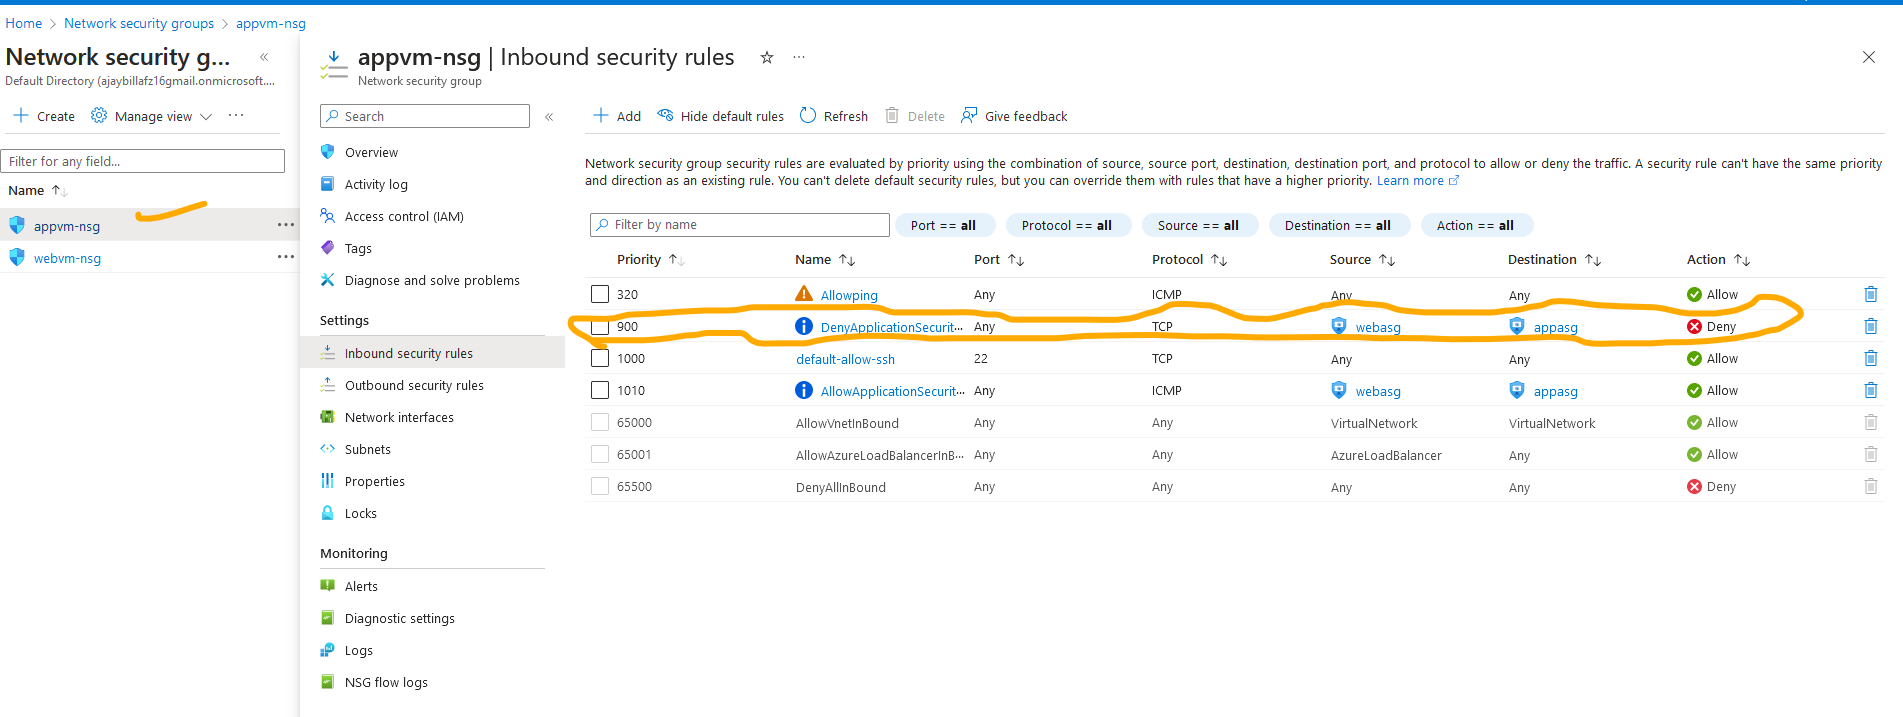 Home > Network security groups > appvm-nsg
Network security g... «
Default Directory (ajaybillafz16gmail.onmicrosoft....
+ Create Manage view ...
Filter for any field...
Name ↑↓
appvm-nsg ...
webvm-nsg ...
appvm-nsg | Inbound security rules ☆ ...
Network security group
Search «
Overview
Activity log
Access control (IAM)
Tags
Diagnose and solve problems
Settings
Inbound security rules
Outbound security rules
Network interfaces
Subnets
Properties
Locks
Monitoring
Alerts
Diagnostic settings
Logs
NSG flow logs
+ Add Hide default rules Refresh Delete Give feedback
Network security group security rules are evaluated by priority using the combination of source, source port, destination, destination port, and protocol to allow or deny the traffic. A security rule can't have the same priority
and direction as an existing rule. You can't delete default security rules, but you can override them with rules that have a higher priority. Learn more
Filter by name Port == all Protocol == all Source == all Destination == all Action == all
Priority ↑↓ Name ↑↓ Port ↑↓ Protocol ↑↓ Source ↑↓ Destination ↑↓ Action ↑↓
320 Allowping Any ICMP Any Any Allow
900 DenyApplicationSecurit... Any TCP webasg appasg Deny
1000 default-allow-ssh 22 TCP Any Any Allow
1010 AllowApplicationSecurit... Any ICMP webasg appasg Allow
65000 AllowVnetInBound Any Any VirtualNetwork VirtualNetwork Allow
65001 AllowAzureLoadBalancerInB... Any Any AzureLoadBalancer Any Allow
65500 DenyAllInBound Any Any Any Any Deny